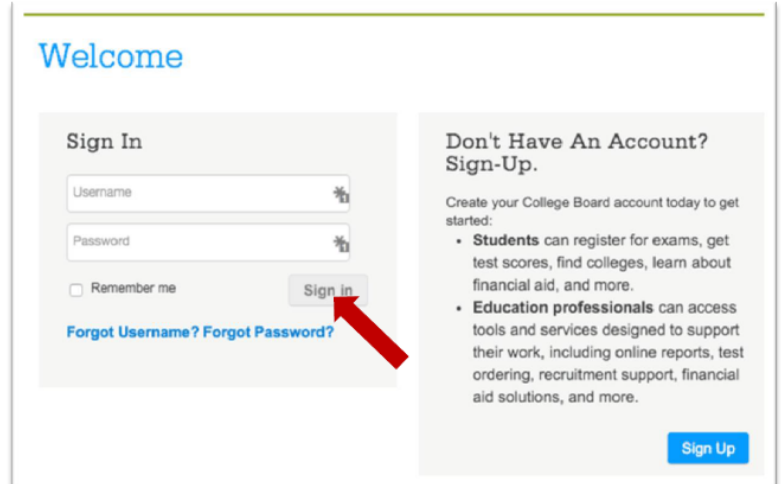 Welcome
Sign In
Username
Password
Remember me
Sign in
Forgot Username? Forgot Password?
Don't Have An Account?
Sign-Up.
Create your College Board account today to get
started:
• Students can register for exams, get
test scores, find colleges, learn about
financial aid, and more.
• Education professionals can access
tools and services designed to support
their work, including online reports, test
ordering, recruitment support, financial
aid solutions, and more.
Sign Up